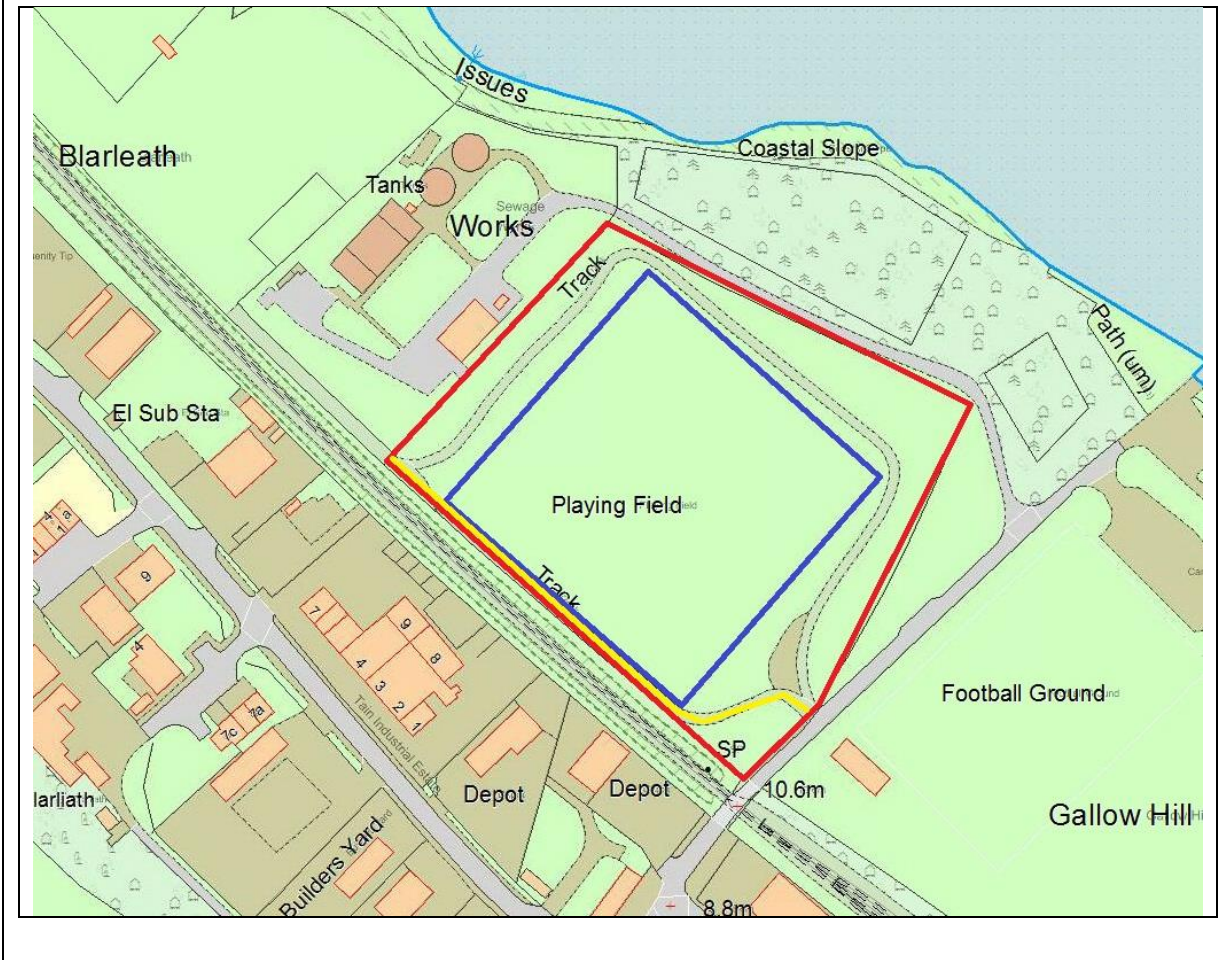 Issues
Blarleath
Coastal Slope
Tanks
Sewage
Works
Track
Path (um)
El Sub Sta
Playing Field
Track
9
4
7
9
4
8
3
2
1
7a
7c
Tain Industrial Estate
Football Ground
SP
10.6m
Depot
Depot
Gallow Hill
larliath
Builders Yard
8.8m